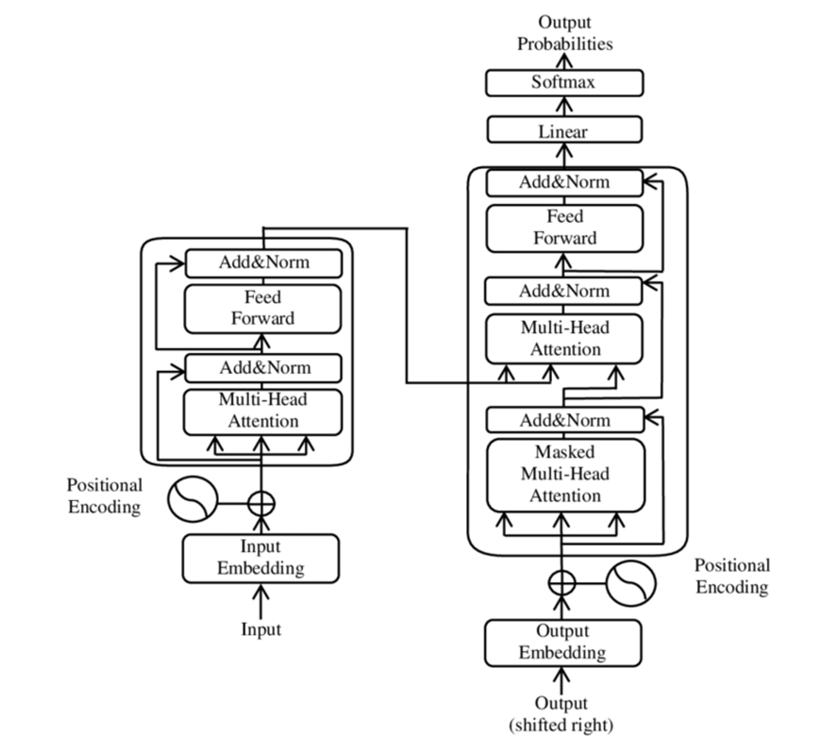 Output
Probabilities
Softmax
Linear
Add&Norm
Feed
Forward
Add&Norm
Multi-Head
Attention
Add&Norm
Masked
Multi-Head
Attention
Positional
Encoding
Output
Embedding
Output
(shifted right)
Add&Norm
Feed
Forward
Add&Norm
Multi-Head
Attention
Positional
Encoding
Input
Embedding
Input